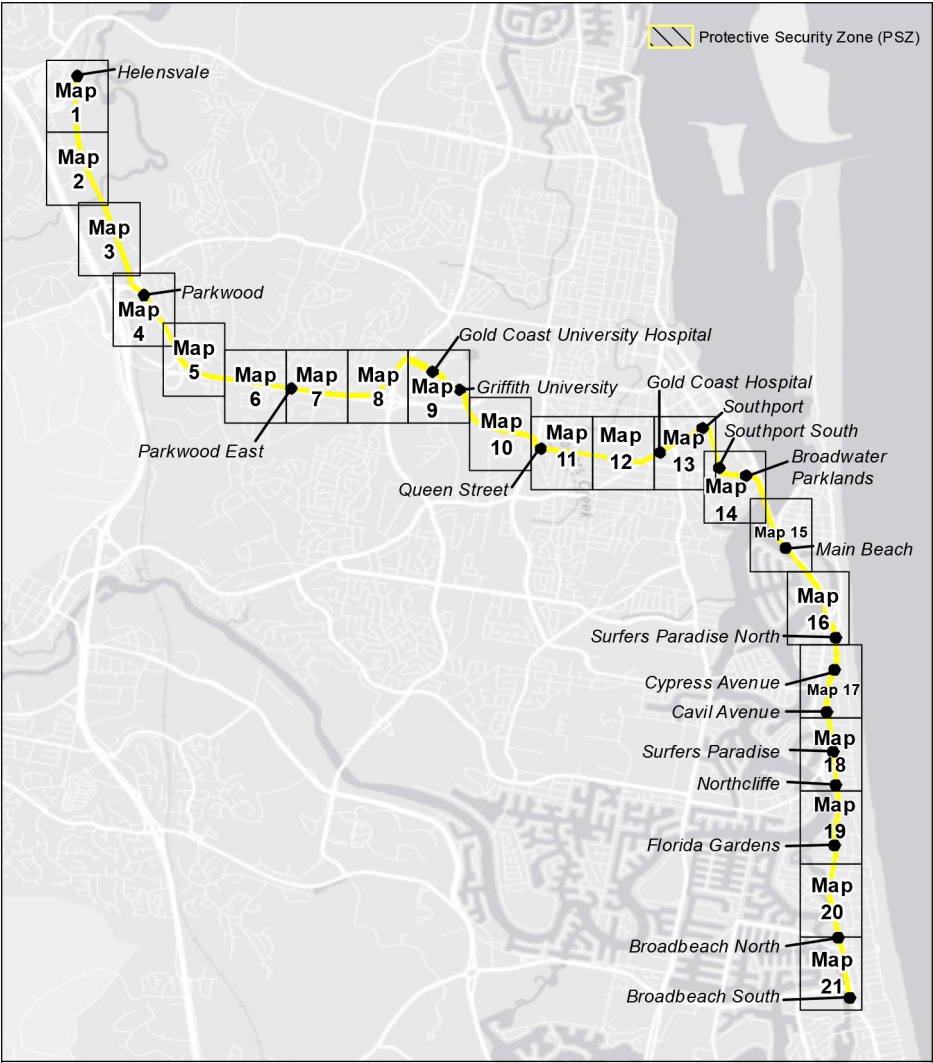 Protective Security Zone (PSZ)
Helensvale
Map
1
Map
2
Map
3
Parkwood
Map
4
Map
5
Gold Coast University Hospital
Map
6
Map
7
Map
8
Map
9
Griffith University
Parkwood East
Gold Coast Hospital
Southport
Southport South
Broadwater
Parklands
Map
10
Map
11
Map
12
Map
13
Queen Street
Map
14
Map 15
Main Beach
Map
16
Surfers Paradise North
Cypress Avenue
Map 17
Cavil Avenue
Map
18
Surfers Paradise
Northcliffe
Map
19
Florida Gardens
Map
20
Broadbeach North
Map
21
Broadbeach South
Creek